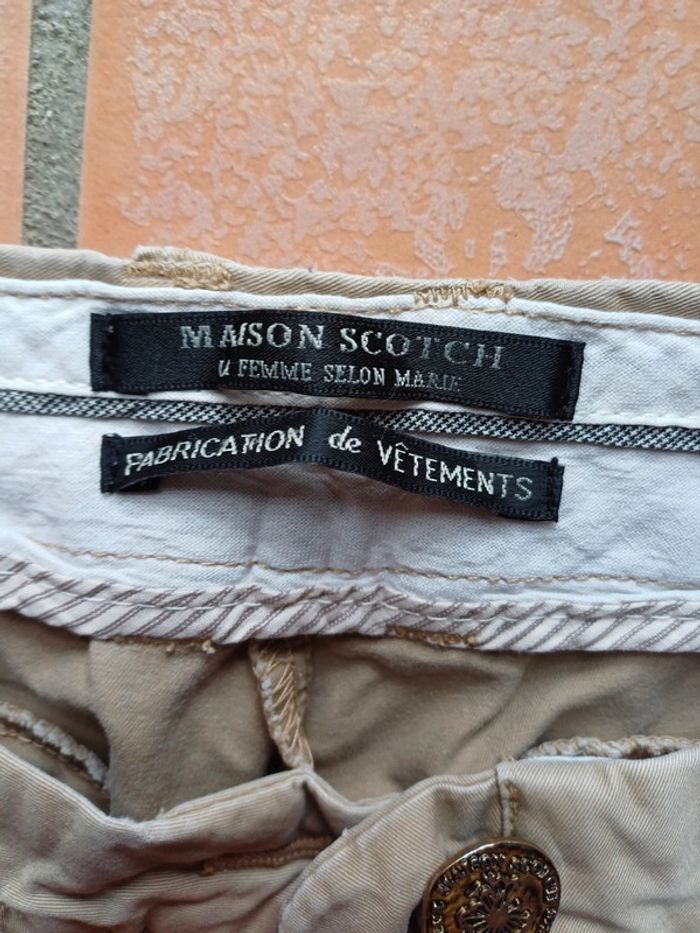 MAISON SCOTCH
LA FEMME SELON MARIE
FABRICATION de VÊTEMENTS